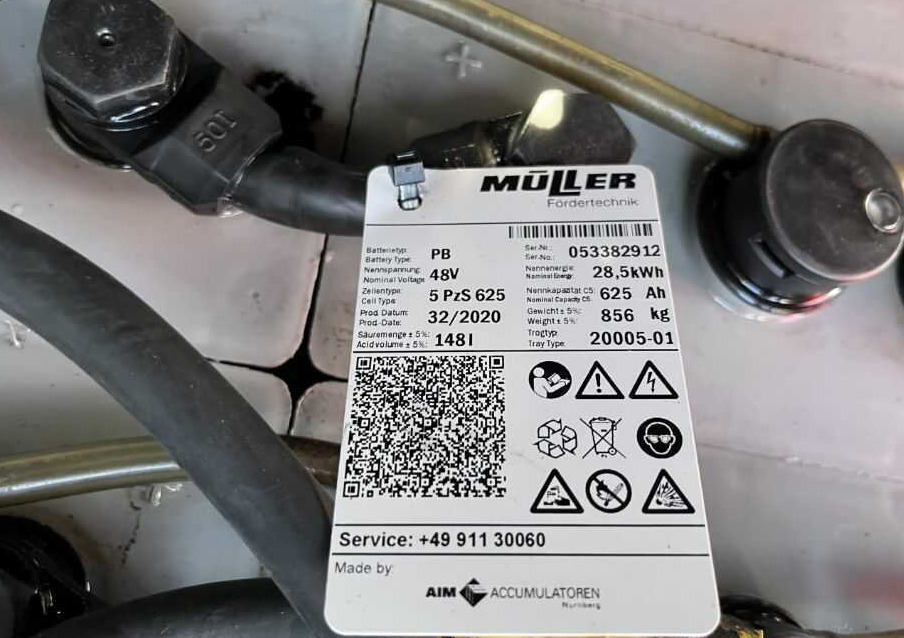 50I
MÜLLER
Fördertechnik
Batterietyp:
Battery Type:
PB
Ser-Nr.:
Ser-No.:
053382912
Nennspannung:
Nominal Voltage
48V
Nennenergie:
Nominal Energy:
28,5kWh
Zellentype:
Cell Type:
5 PzS 625
Nennkapazität C5:
Nominal Capacity C5:
625 Ah
Prod. Datum:
Prod-Date:
32/2020
Gewicht ± 5%:
Weight ± 5%:
856 kg
Säuremenge ± 5%:
Acid volume ± 5%:
148l
Trogtyp:
Tray Type:
20005-01
Service: +49 911 30060
Made by:
AIM ACCUMULATOREN
Nürnberg